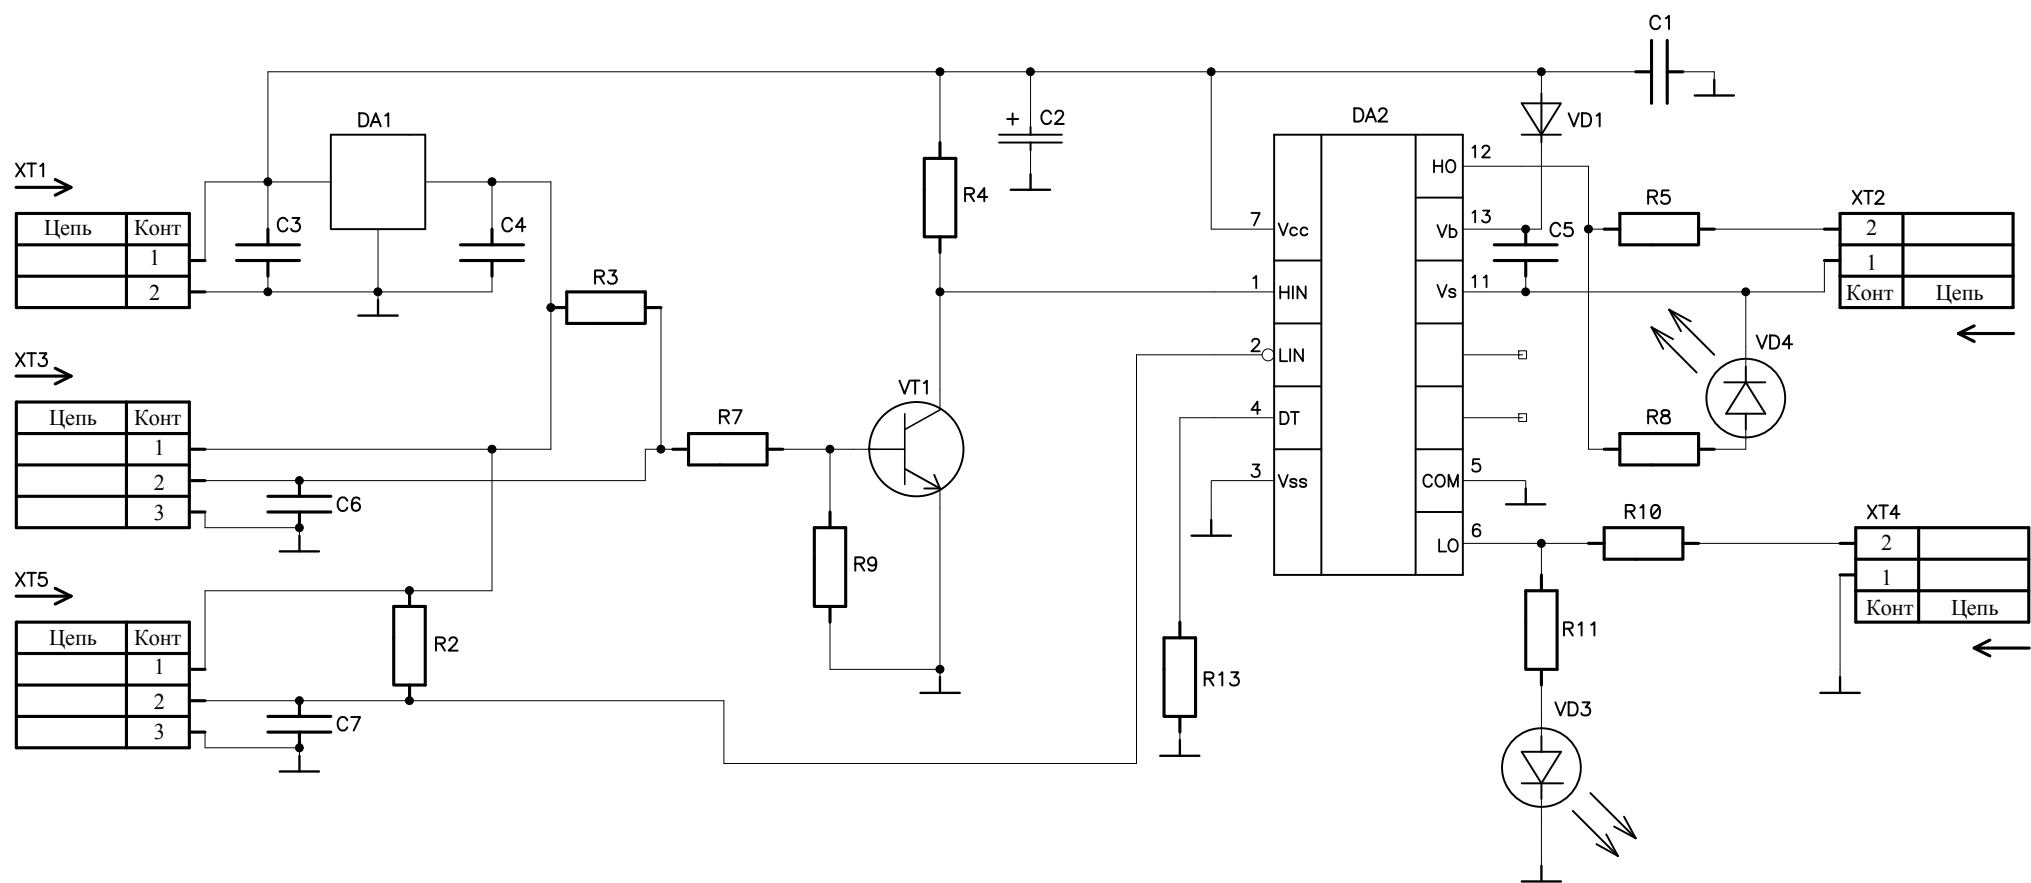 C1
DA1
+ C2
DA2
VD1
XT1
Цепь Конт
1
2
C3
C4
R4
7 Vcc
1 HIN
2 LIN
4 DT
3 Vss
HO 12
Vb 13
Vs 11
COM 5
LO 6
C5
R5
XT2
2
1
Конт Цепь
R3
XT3
Цепь Конт
1
2
3
C6
R7
VT1
VD4
R8
R9
R10
XT4
2
1
Конт Цепь
XT5
Цепь Конт
1
2
3
R2
C7
R13
R11
VD3